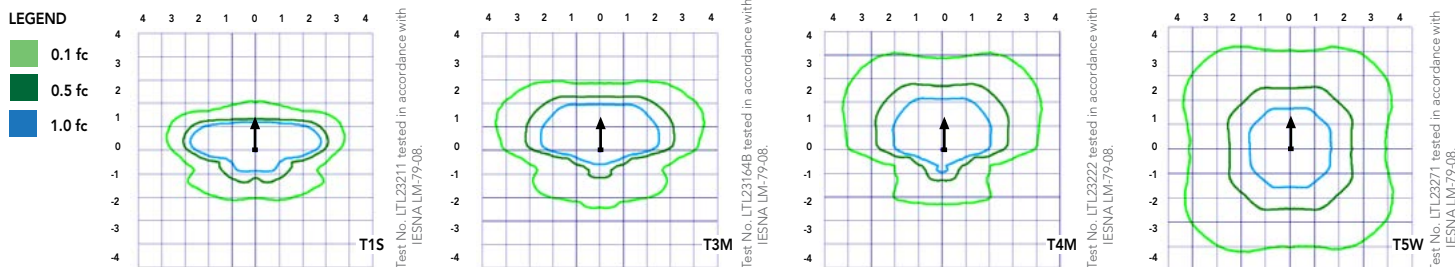 LEGEND
0.1 fc
0.5 fc
1.0 fc
4 3 2 1 0 1 2 3 4
4
3
2
1
0
-1
-2
-3
-4
T1S
Test No. LTL23211 tested in accordance with
IESNA LM-79-08.
4 3 2 1 0 1 2 3 4
4
3
2
1
0
-1
-2
-3
-4
T3M
Test No. LTL23164B tested in accordance with
IESNA LM-79-08.
4 3 2 1 0 1 2 3 4
4
3
2
1
0
-1
-2
-3
-4
T4M
Test No. LTL23222 tested in accordance with
IESNA LM-79-08.
4 3 2 1 0 1 2 3 4
4
3
2
1
0
-1
-2
-3
-4
T5W
Test No. LTL23271 tested in accordance with
IESNA LM-79-08.